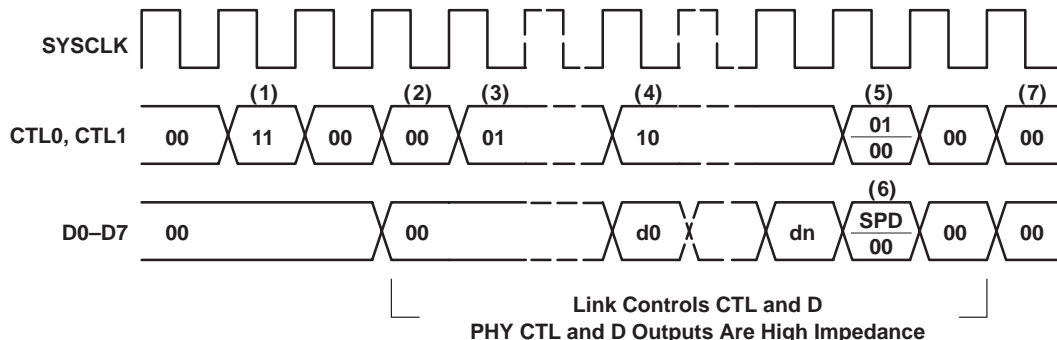 SYSCLK
(1) (2) (3) (4) (5) (7)
CTL0, CTL1 00 11 00 00 01 10 01 00 00 00
(6)
D0–D7 00 00 d0 dn SPD 00 00 00
Link Controls CTL and D
PHY CTL and D Outputs Are High Impedance